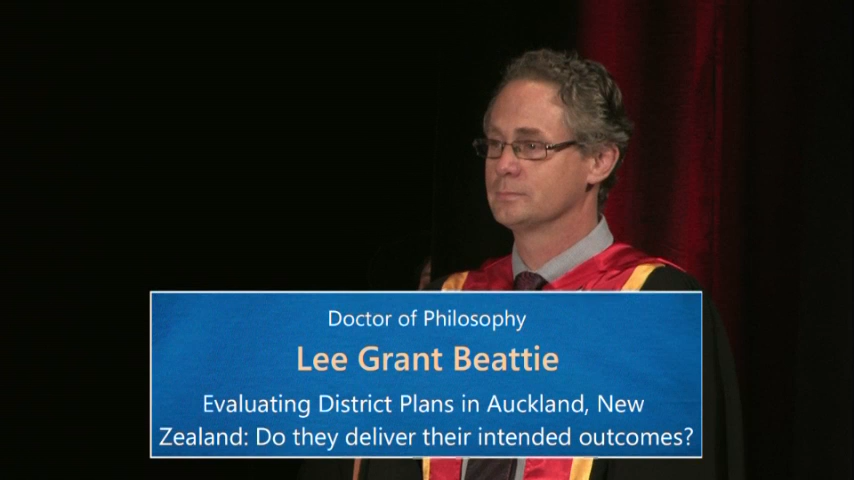 Doctor of Philosophy
Lee Grant Beattie
Evaluating District Plans in Auckland, New
Zealand: Do they deliver their intended outcomes?